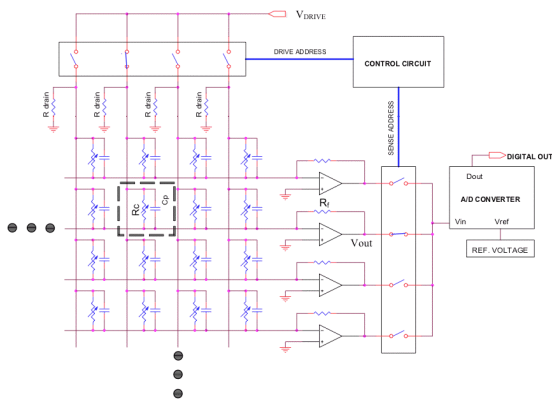 VDRIVE
DRIVE ADDRESS
CONTROL CIRCUIT
R drain
R drain
R drain
R drain
SENSE ADDRESS
DIGITAL OUT
Dout
A/D CONVERTER
Rc
Cp
Rf
Vin
Vref
Vout
REF. VOLTAGE